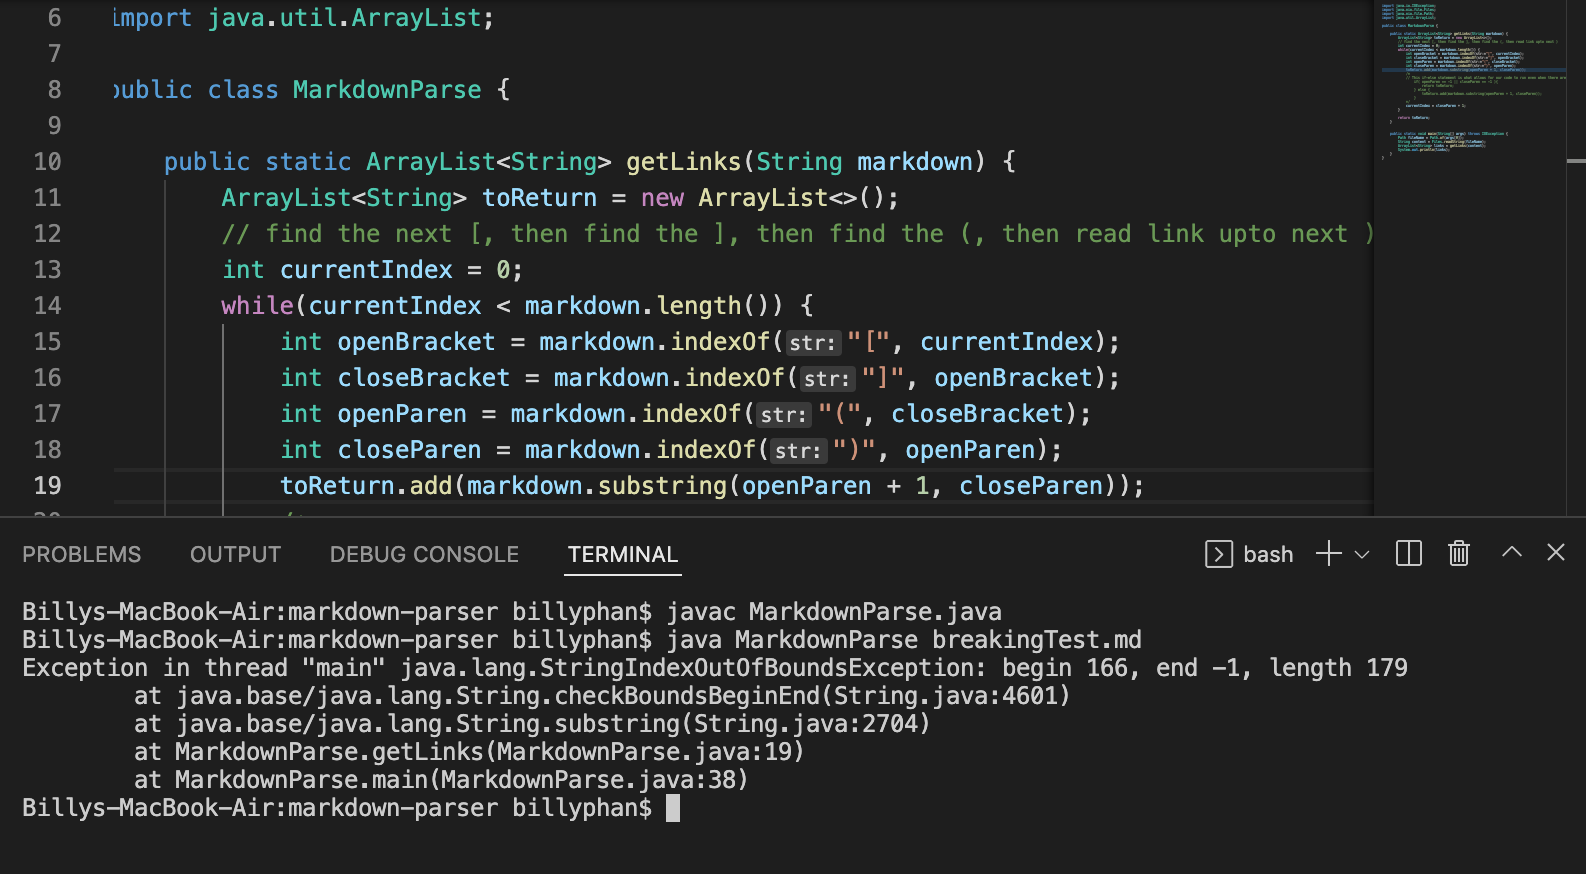 6 import java.util.ArrayList;
7
8 public class MarkdownParse {
9
10 public static ArrayList<String> getLinks(String markdown) {
11 ArrayList<String> toReturn = new ArrayList<>();
12 // find the next [, then find the ], then find the (, then read link upto next )
13 int currentIndex = 0;
14 while(currentIndex < markdown.length()) {
15 int openBracket = markdown.indexOf(str: "[", currentIndex);
16 int closeBracket = markdown.indexOf(str: "]", openBracket);
17 int openParen = markdown.indexOf(str: "(", closeBracket);
18 int closeParen = markdown.indexOf(str: ")", openParen);
19 toReturn.add(markdown.substring(openParen + 1, closeParen));
PROBLEMS OUTPUT DEBUG CONSOLE TERMINAL bash
Billys-MacBook-Air:markdown-parser billyphan$ javac MarkdownParse.java
Billys-MacBook-Air:markdown-parser billyphan$ java MarkdownParse breakingTest.md
Exception in thread "main" java.lang.StringIndexOutOfBoundsException: begin 166, end -1, length 179
at java.base/java.lang.String.checkBoundsBeginEnd(String.java:4601)
at java.base/java.lang.String.substring(String.java:2704)
at MarkdownParse.getLinks(MarkdownParse.java:19)
at MarkdownParse.main(MarkdownParse.java:38)
Billys-MacBook-Air:markdown-parser billyphan$